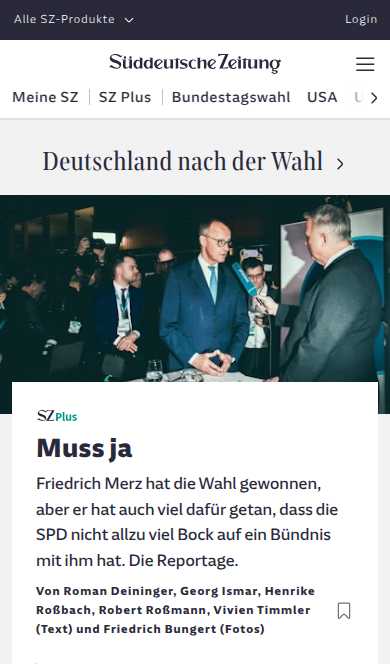 Alle SZ-Produkte
Login
Süddeutsche Zeitung
Meine SZ
SZ Plus
Bundestagswahl
USA
Deutschland nach der Wahl
SZ Plus
Muss ja
Friedrich Merz hat die Wahl gewonnen,
aber er hat auch viel dafür getan, dass die
SPD nicht allzu viel Bock auf ein Bündnis
mit ihm hat. Die Reportage.
Von Roman Deininger, Georg Ismar, Henrike
Roßbach, Robert Roßmann, Vivien Timmler
(Text) und Friedrich Bungert (Fotos)